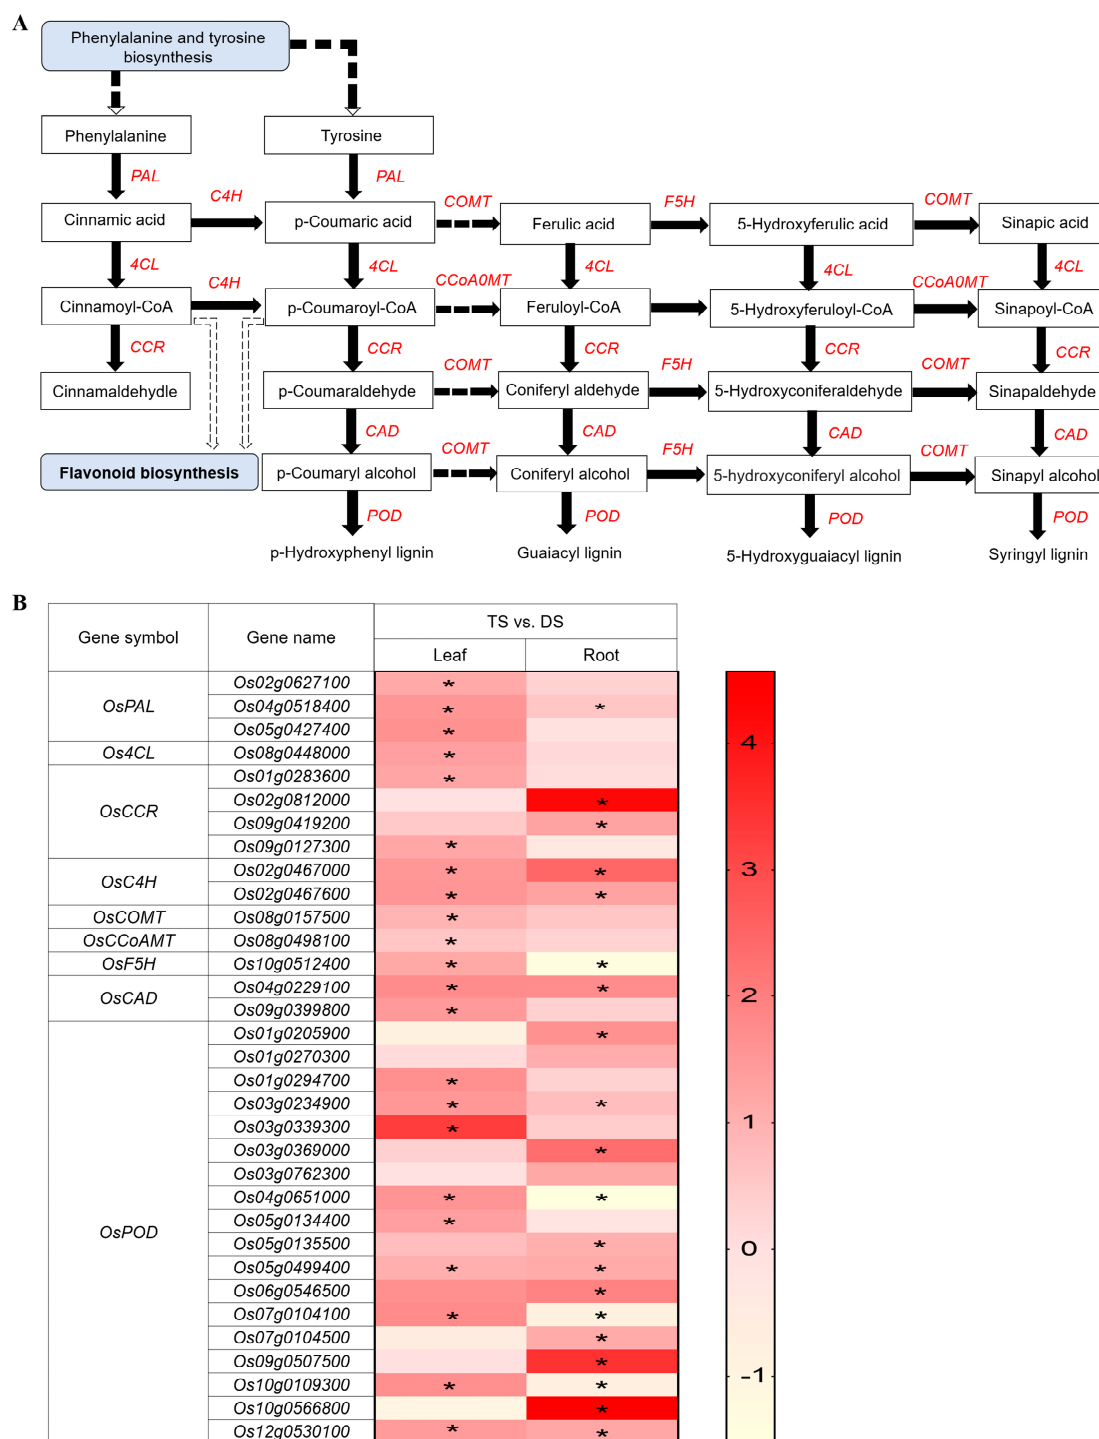 A
Phenylalanine and tyrosine
biosynthesis
Phenylalanine
Tyrosine
PAL
PAL
C4H
COMT
F5H
COMT
Cinnamic acid
p-Coumaric acid
Ferulic acid
5-Hydroxyferulic acid
Sinapic acid
4CL
4CL
4CL
4CL
4CL
C4H
CCoA0MT
CCoA0MT
Cinnamoyl-CoA
p-Coumaroyl-CoA
Feruloyl-CoA
5-Hydroxyferuloyl-CoA
Sinapoyl-CoA
CCR
CCR
CCR
CCR
CCR
COMT
F5H
COMT
Cinnamaldehydle
p-Coumaraldehyde
Coniferyl aldehyde
5-Hydroxyconiferaldehyde
Sinapaldehyde
CAD
CAD
CAD
CAD
COMT
F5H
COMT
Flavonoid biosynthesis
p-Coumaryl alcohol
Coniferyl alcohol
5-hydroxyconiferyl alcohol
Sinapyl alcohol
POD
POD
POD
POD
p-Hydroxyphenyl lignin
Guaiacyl lignin
5-Hydroxyguaiacyl lignin
Syringyl lignin
B
Gene symbol
Gene name
TS vs. DS
Leaf
Root
OsPAL
Os02g0627100 *
Os04g0518400 * *
Os05g0427400 *
Os4CL
Os08g0448000 *
OsCCR
Os01g0283600 *
Os02g0812000 *
Os09g0419200 *
Os09g0127300 *
OsC4H
Os02g0467000 * *
Os02g0467600 * *
OsCOMT
Os08g0157500 *
OsCCoAMT
Os08g0498100 *
OsF5H
Os10g0512400 * *
OsCAD
Os04g0229100 * *
Os09g0399800 *
OsPOD
Os01g0205900 *
Os01g0270300
Os01g0294700 *
Os03g0234900 * *
Os03g0339300 *
Os03g0369000 *
Os03g0762300
Os04g0651000 * *
Os05g0134400 *
Os05g0135500 *
Os05g0499400 * *
Os06g0546500 *
Os07g0104100 * *
Os07g0104500 *
Os09g0507500 *
Os10g0109300 * *
Os10g0566800 *
Os12g0530100 * *
4
3
2
1
0
-1